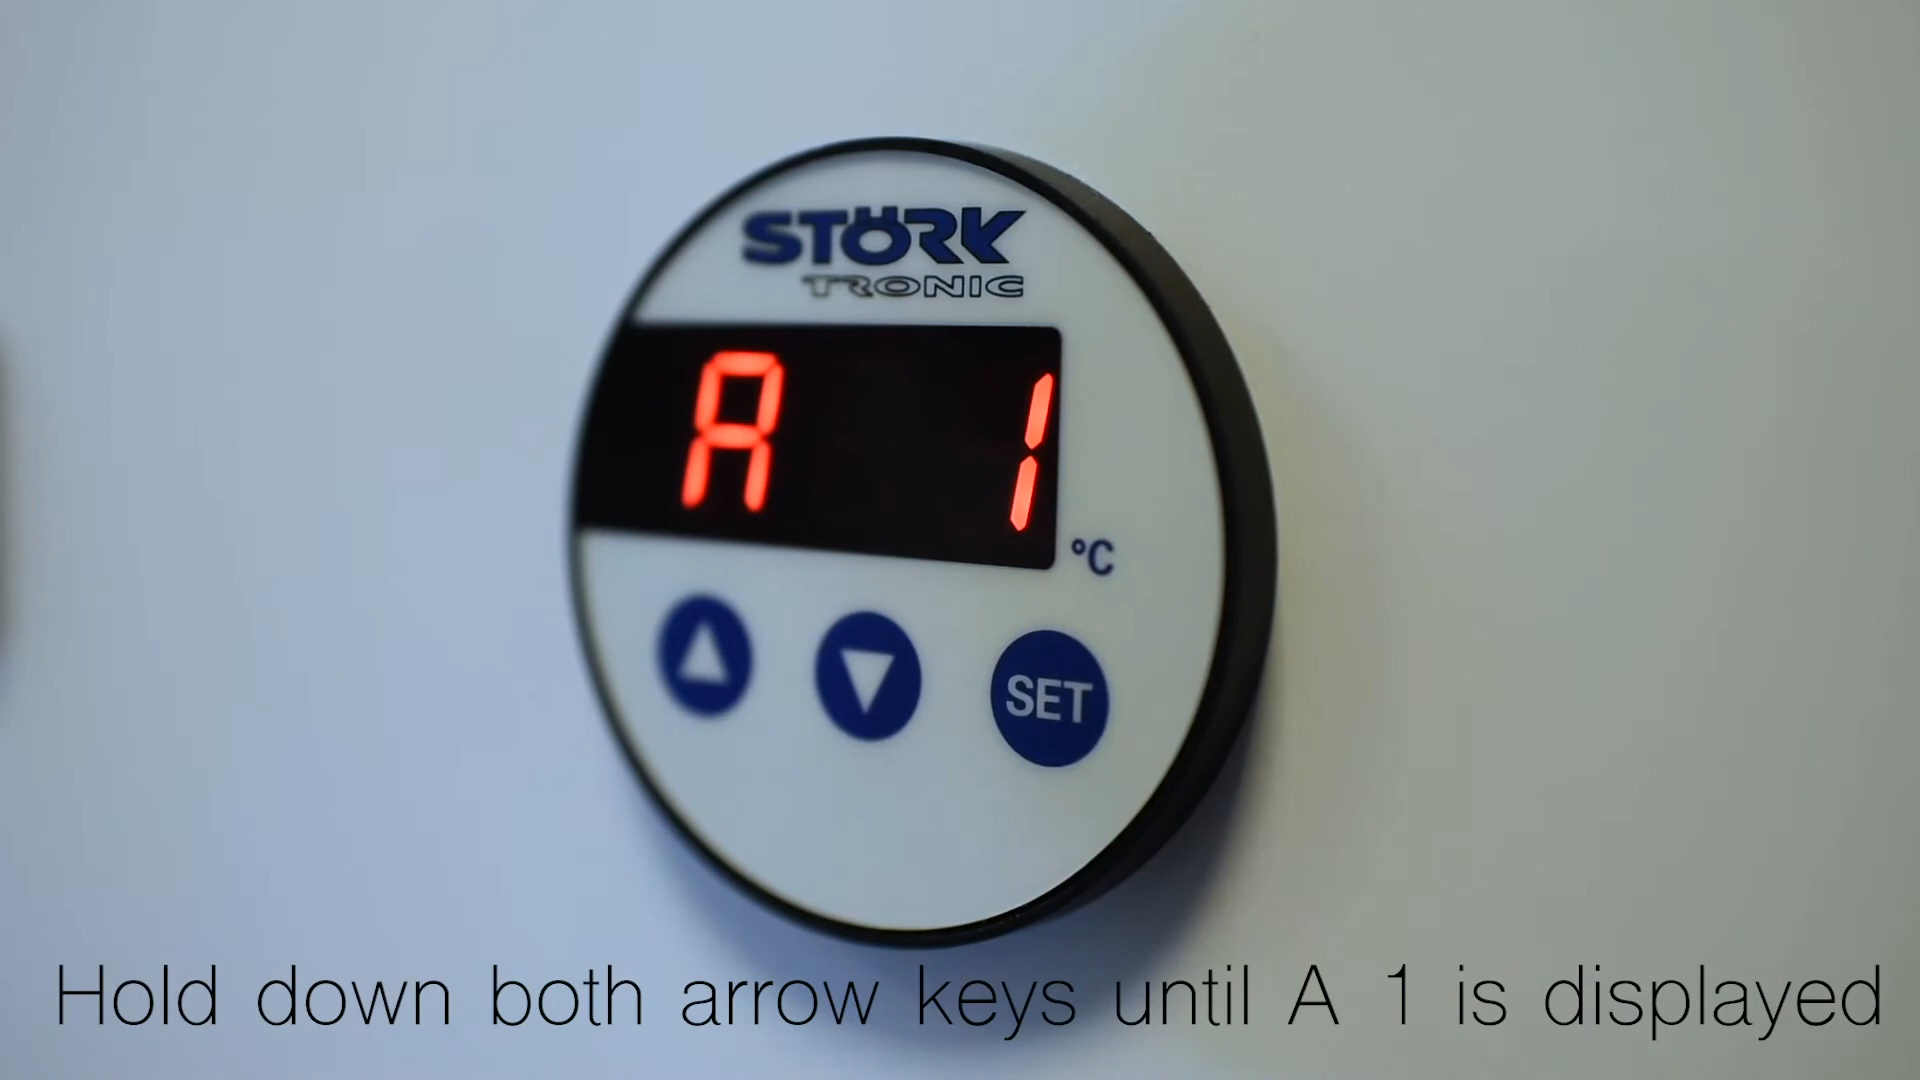 STÖRK
TRONIC
A 1
°C
SET
Hold down both arrow keys until A 1 is displayed